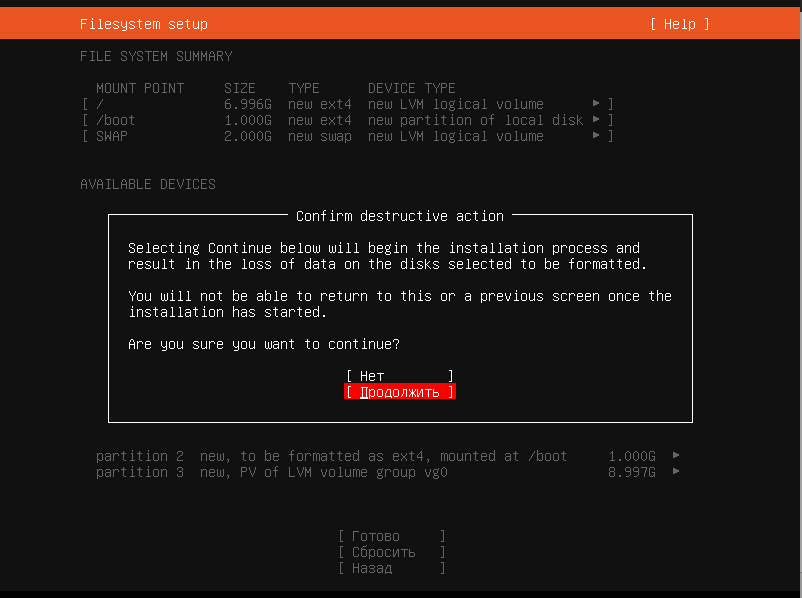 Filesystem setup [ Help ]
FILE SYSTEM SUMMARY
MOUNT POINT SIZE TYPE DEVICE TYPE
[ / 6.996G new ext4 new LVM logical volume ▸ ]
[ /boot 1.000G new ext4 new partition of local disk ▸ ]
[ SWAP 2.000G new swap new LVM logical volume ▸ ]
AVAILABLE DEVICES
Confirm destructive action
Selecting Continue below will begin the installation process and
result in the loss of data on the disks selected to be formatted.
You will not be able to return to this or a previous screen once the
installation has started.
Are you sure you want to continue?
[ Нет ]
[ Продолжить ]
partition 2 new, to be formatted as ext4, mounted at /boot 1.000G ▸
partition 3 new, PV of LVM volume group vg0 8.997G ▸
[ Готово ]
[ Сбросить ]
[ Назад ]